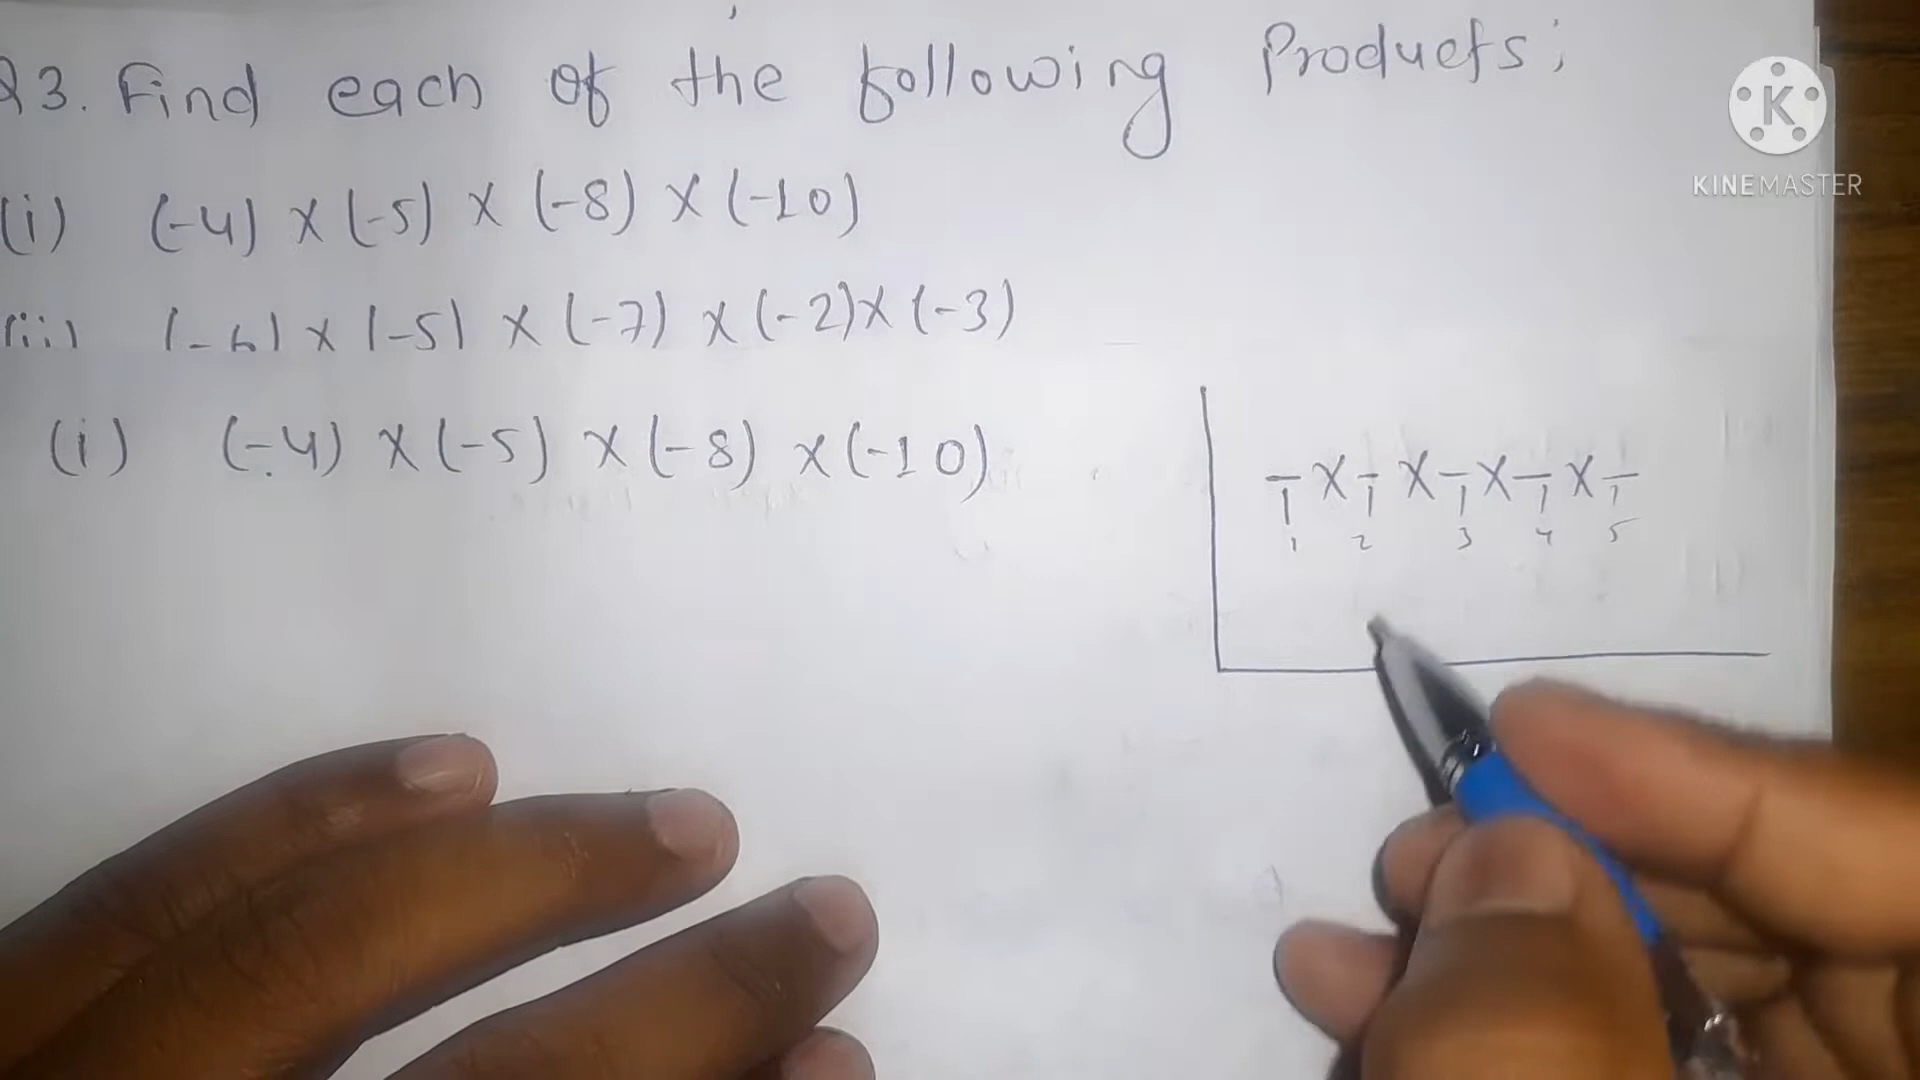 Q3. Find each of the following Products;
(i) (-4) × (-5) × (-8) × (-10)
(ii) (-6) × (-5) × (-7) × (-2) × (-3)
(i) (-4) × (-5) × (-8) × (-10)
- × - × - × - × -
1 2 3 4 5
KINEMASTER